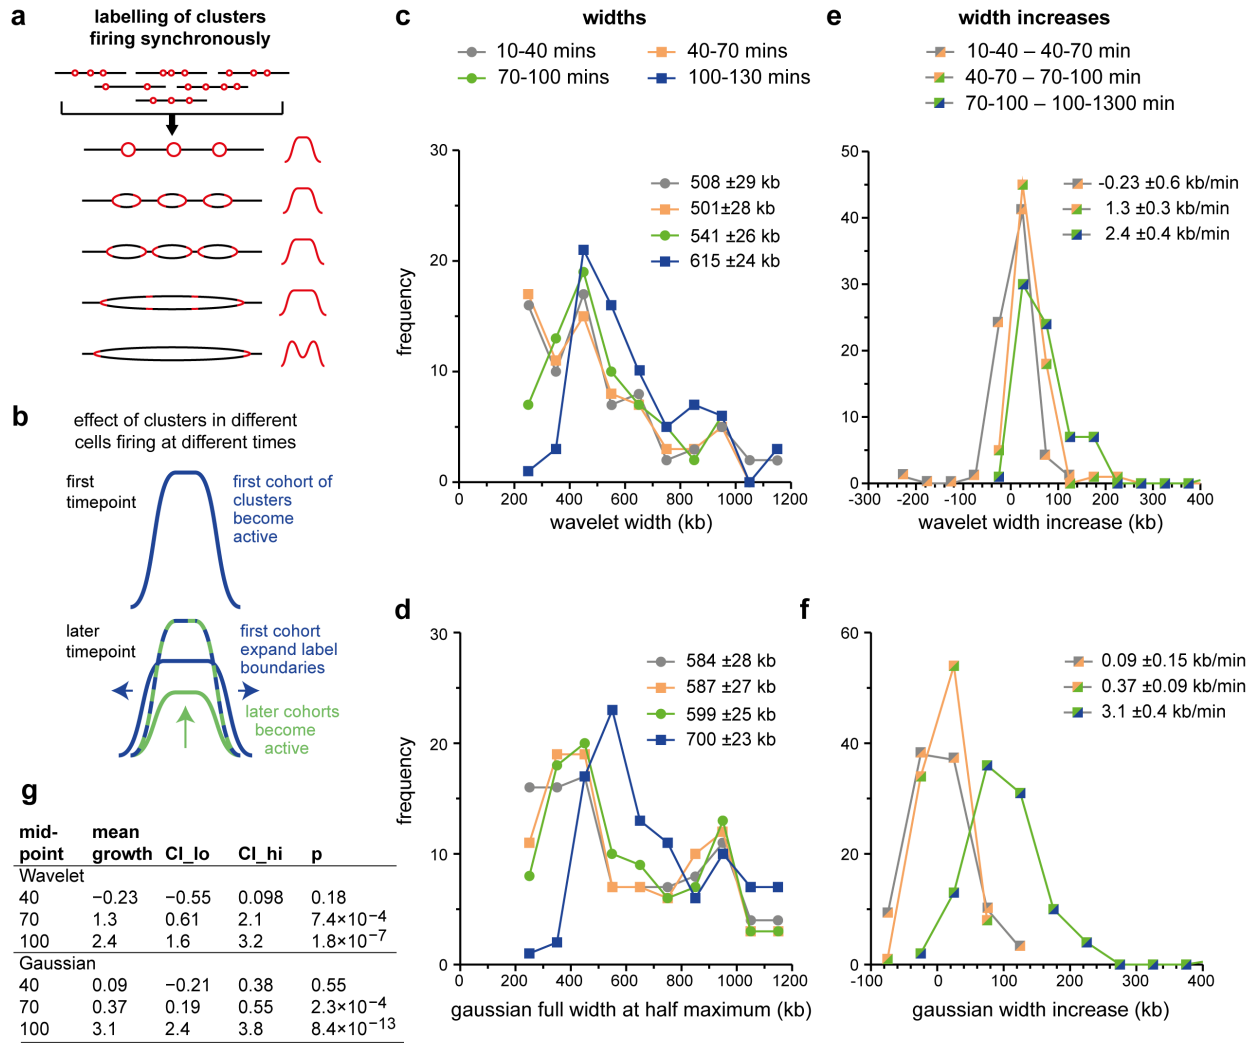 a
labelling of clusters
firing synchronously
b
effect of clusters in different
cells firing at different times
first
timepoint
first cohort of
clusters
become
active
later
timepoint
first cohort
expand label
boundaries
later cohorts
become
active
g
mid-
point mean
growth CI_lo CI_hi p
Wavelet
40 −0.23 −0.55 0.098 0.18
70 1.3 0.61 2.1 7.4×10⁻⁴
100 2.4 1.6 3.2 1.8×10⁻⁷
Gaussian
40 0.09 −0.21 0.38 0.55
70 0.37 0.19 0.55 2.3×10⁻⁴
100 3.1 2.4 3.8 8.4×10⁻¹³
c
widths
10-40 mins 40-70 mins
70-100 mins 100-130 mins
508 ±29 kb
501±28 kb
541 ±26 kb
615 ±24 kb
30
20
10
0
frequency
0 200 400 600 800 1000 1200
wavelet width (kb)
d
584 ±28 kb
587 ±27 kb
599 ±25 kb
700 ±23 kb
30
20
10
0
frequency
0 200 400 600 800 1000 1200
gaussian full width at half maximum (kb)
e
width increases
10-40 – 40-70 min
40-70 – 70-100 min
70-100 – 100-1300 min
-0.23 ±0.6 kb/min
1.3 ±0.3 kb/min
2.4 ±0.4 kb/min
50
40
30
20
10
0
-300 -200 -100 0 100 200 300 400
wavelet width increase (kb)
f
0.09 ±0.15 kb/min
0.37 ±0.09 kb/min
3.1 ±0.4 kb/min
60
40
20
0
-100 0 100 200 300 400
gaussian width increase (kb)